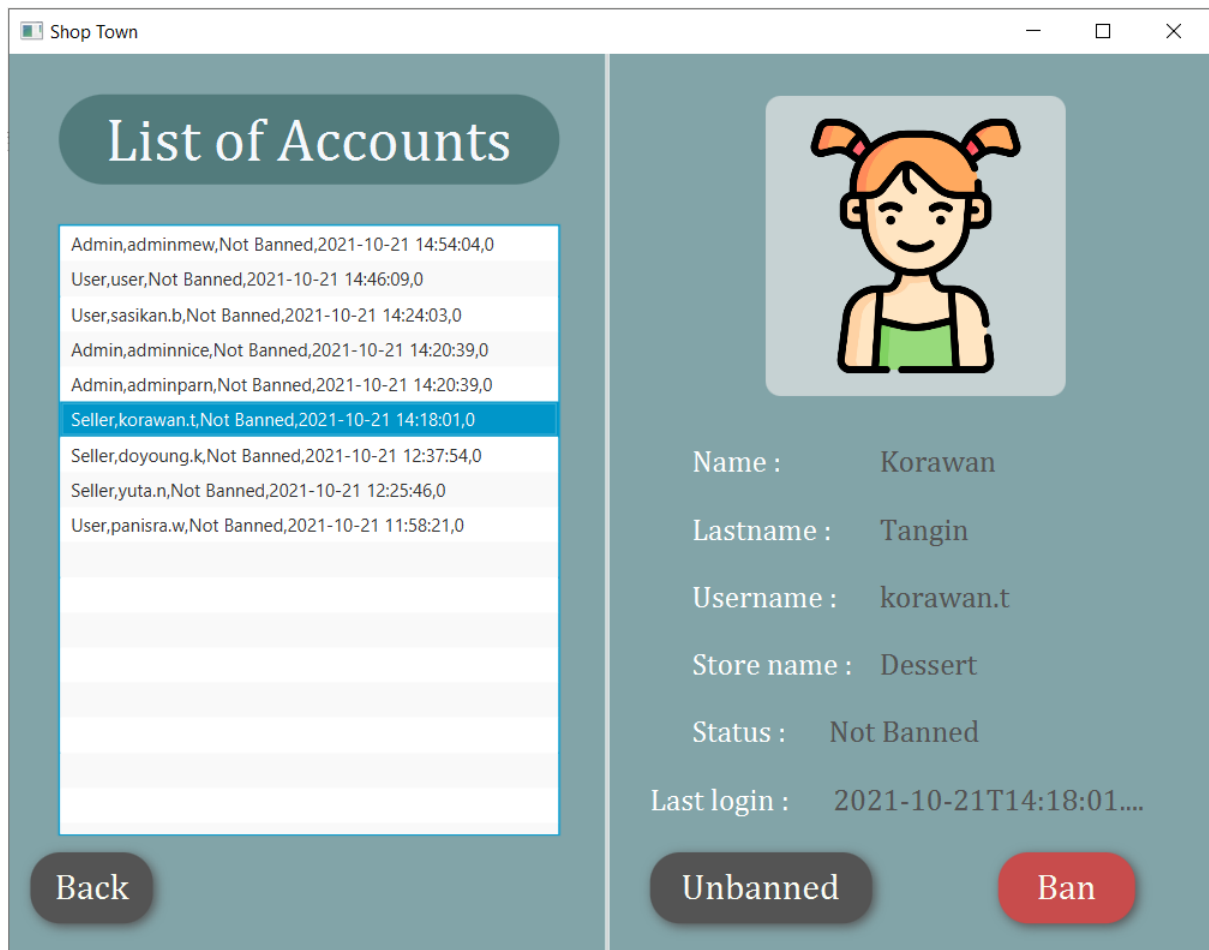 Shop Town
List of Accounts
Admin,adminmew,Not Banned,2021-10-21 14:54:04,0
User,user,Not Banned,2021-10-21 14:46:09,0
User,sasikan.b,Not Banned,2021-10-21 14:24:03,0
Admin,adminnice,Not Banned,2021-10-21 14:20:39,0
Admin,adminparn,Not Banned,2021-10-21 14:20:39,0
Seller,korawan.t,Not Banned,2021-10-21 14:18:01,0
Seller,doyoung.k,Not Banned,2021-10-21 12:37:54,0
Seller,yuta.n,Not Banned,2021-10-21 12:25:46,0
User,panisra.w,Not Banned,2021-10-21 11:58:21,0
Back
Name : Korawan
Lastname : Tangin
Username : korawan.t
Store name : Dessert
Status : Not Banned
Last login : 2021-10-21T14:18:01....
Unbanned Ban